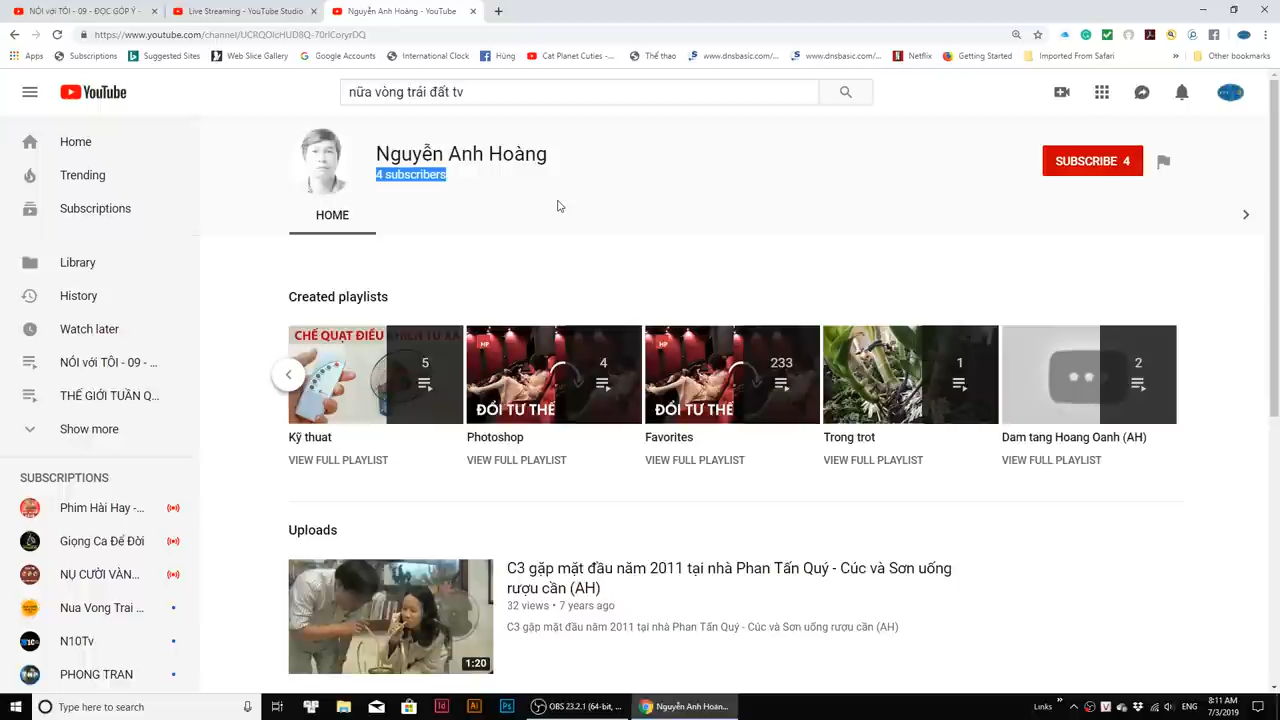 NÓI với TÔI - 09 - ĐỌC GÓP Ý -
Live Streaming - YouTube Studio
Nguyễn Anh Hoàng - YouTube
https://www.youtube.com/channel/UCRQOIcHUD8Q-70rICoryrDQ
Apps
Subscriptions
Suggested Sites
Web Slice Gallery
Google Accounts
International Clock
Hùng
Cat Planet Cuties -...
Thể thao
www.dnsbasic.com/...
www.dnsbasic.com/...
Netflix
Getting Started
Imported From Safari
Other bookmarks
YouTube
nữa vòng trái đất tv
Home
Trending
Subscriptions
Library
History
Watch later
NÓI với TÔI - 09 - ...
THẾ GIỚI TUẦN Q...
Show more
SUBSCRIPTIONS
Phim Hài Hay -...
Giọng Ca Để Đời
NỤ CƯỜI VÀN...
Nua Vong Trai ...
N10Tv
PHONG TRAN
Nguyễn Anh Hoàng
4 subscribers
SUBSCRIBE 4
HOME
Created playlists
CHẾ QUẠT ĐIỀU KHIỂN TỪ XA
5
HP
4
ĐỔI TƯ THẾ
HP
233
ĐỔI TƯ THẾ
1
2
Kỹ thuat
Photoshop
Favorites
Trong trot
Dam tang Hoang Oanh (AH)
VIEW FULL PLAYLIST
VIEW FULL PLAYLIST
VIEW FULL PLAYLIST
VIEW FULL PLAYLIST
VIEW FULL PLAYLIST
Uploads
C3 gặp mặt đầu năm 2011 tại nhà Phan Tấn Quý - Cúc và Sơn uống
rượu cần (AH)
32 views • 7 years ago
C3 gặp mặt đầu năm 2011 tại nhà Phan Tấn Quý - Cúc và Sơn uống rượu cần (AH)
1:20
Type here to search
OBS 23.2.1 (64-bit, ...
Nguyễn Anh Hoàn...
Links
ENG
8:11 AM
7/3/2019